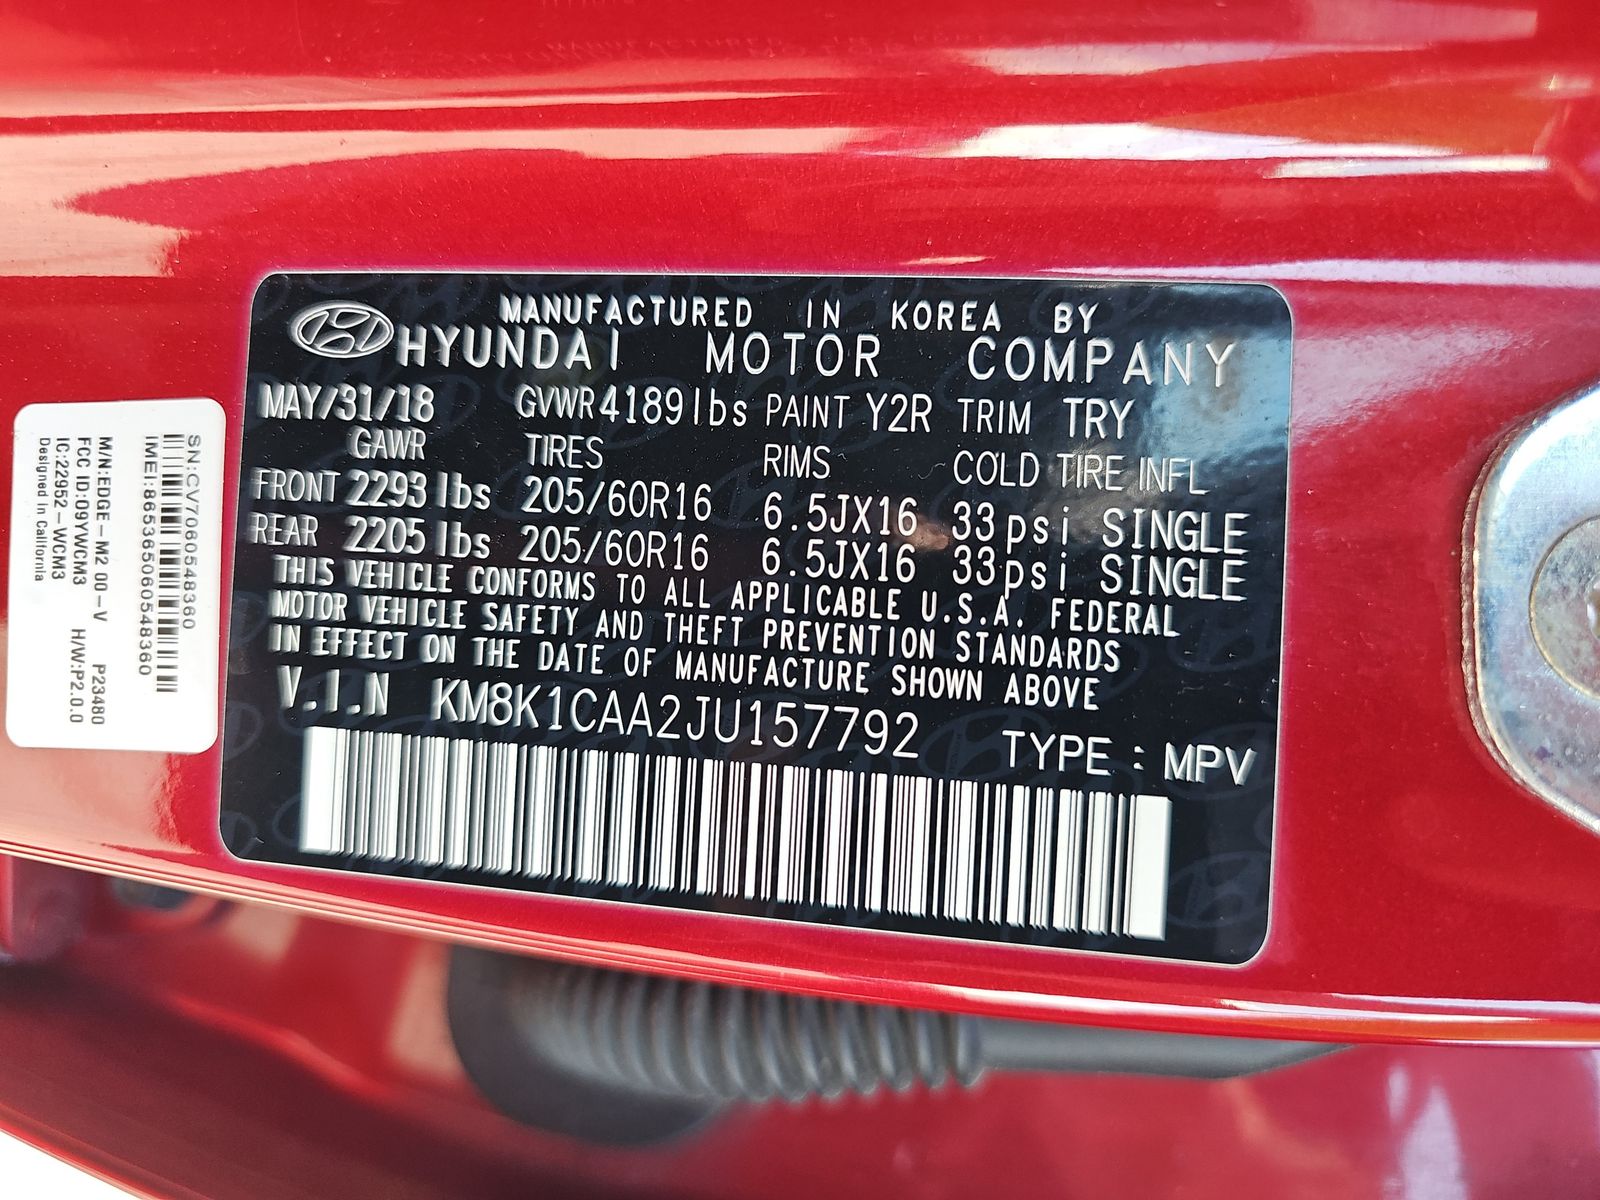 MANUFACTURED IN KOREA BY
HYUNDAI MOTOR COMPANY
MAY/31/18 GVWR 4189 lbs PAINT Y2R TRIM TRY
GAWR TIRES RIMS COLD TIRE INFL
FRONT 2293 lbs 205/60R16 6.5JX16 33psi SINGLE
REAR 2205 lbs 205/60R16 6.5JX16 33psi SINGLE
THIS VEHICLE CONFORMS TO ALL APPLICABLE U.S.A. FEDERAL
MOTOR VEHICLE SAFETY AND THEFT PREVENTION STANDARDS
IN EFFECT ON THE DATE OF MANUFACTURE SHOWN ABOVE
V.I.N KM8K1CAA2JU157792 TYPE : MPV
SN:CV7060548360
IMEI:865365060548360
M/N:EDGE-M2 00-V P23480
FCC ID:09YWCM3 H/W:P2.0.0
IC:22952-WCM3
Designed in California